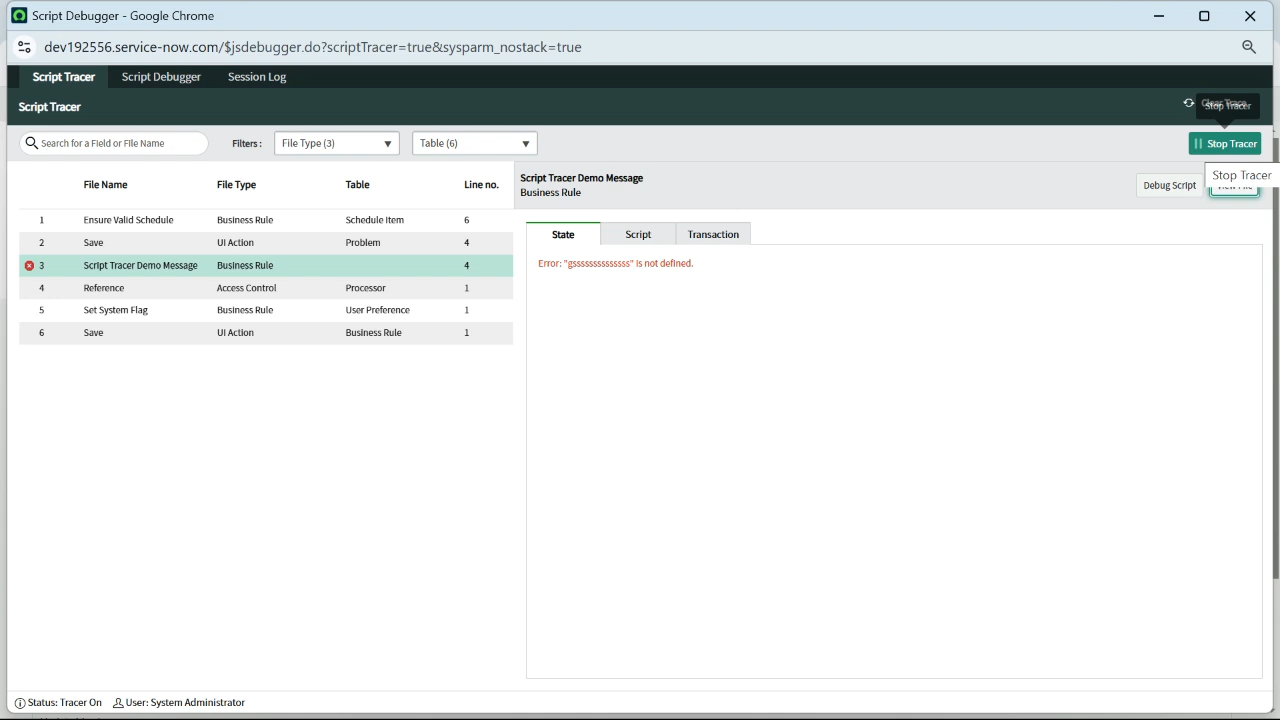 Script Debugger - Google Chrome
dev192556.service-now.com/$jsdebugger.do?scriptTracer=true&sysparm_nostack=true
Script Tracer Script Debugger Session Log
Script Tracer
Clear Trace
Stop Tracer
Search for a Field or File Name Filters : File Type (3) Table (6) Stop Tracer
Stop Tracer
File Name File Type Table Line no.
Script Tracer Demo Message
Business Rule
Debug Script View File
1 Ensure Valid Schedule Business Rule Schedule Item 6
2 Save UI Action Problem 4
3 Script Tracer Demo Message Business Rule 4
4 Reference Access Control Processor 1
5 Set System Flag Business Rule User Preference 1
6 Save UI Action Business Rule 1
State Script Transaction
Error: "gssssssssssssss" is not defined.
Status: Tracer On User: System Administrator